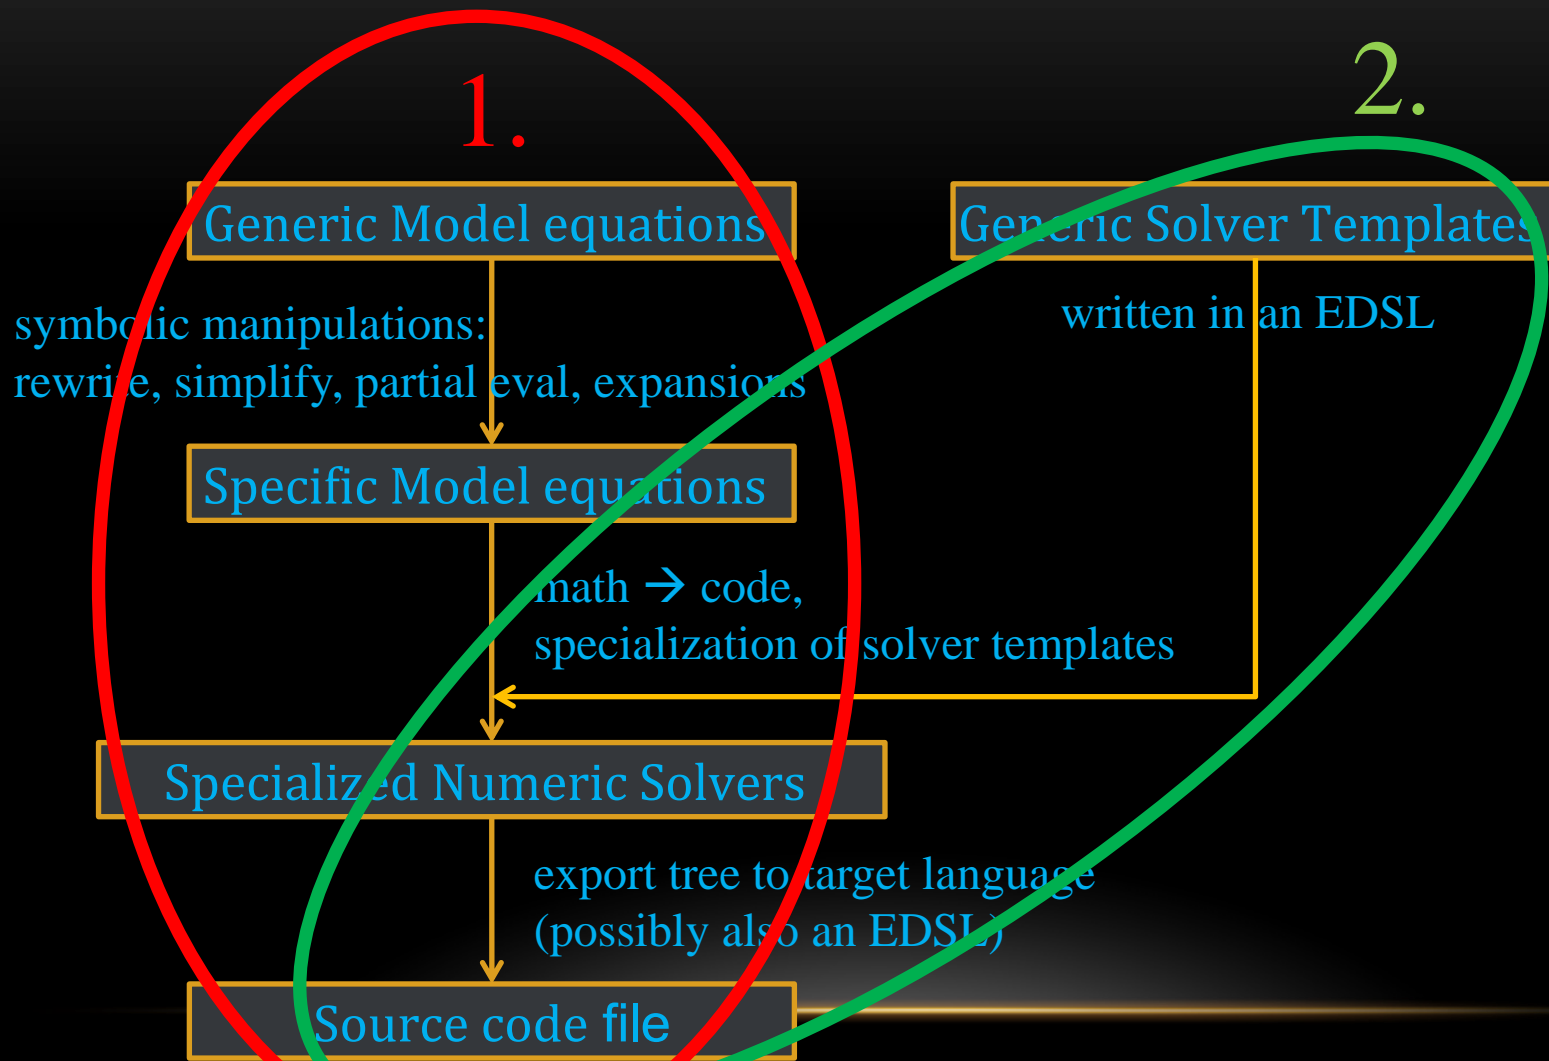 1.
2.
Generic Model equations
Generic Solver Templates
symbolic manipulations:
rewrite, simplify, partial eval, expansions
written in an EDSL
Specific Model equations
math → code,
specialization of solver templates
Specialized Numeric Solvers
export tree to target language
(possibly also an EDSL)
Source code file